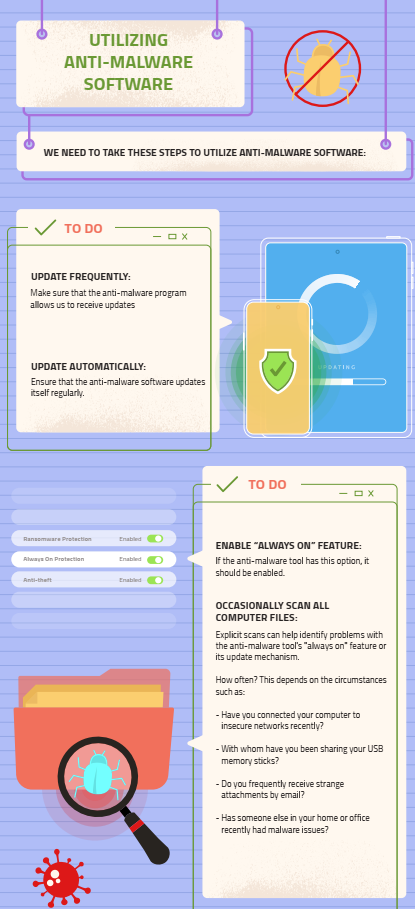 UTILIZING
ANTI-MALWARE
SOFTWARE
WE NEED TO TAKE THESE STEPS TO UTILIZE ANTI-MALWARE SOFTWARE:
TO DO
X
UPDATE FREQUENTLY:
Make sure that the anti-malware program
allows us to receive updates
UPDATE AUTOMATICALLY:
Ensure that the anti-malware software updates
itself regularly.
UPDATING
TO DO
X
Ransomware Protection Enabled
Always On Protection Enabled
Anti-theft Enabled
ENABLE "ALWAYS ON" FEATURE:
If the anti-malware tool has this option, it
should be enabled.
OCCASIONALLY SCAN ALL
COMPUTER FILES:
Explicit scans can help identify problems with
the anti-malware tool's "always on" feature or
its update mechanism.
How often? This depends on the circumstances
such as:
- Have you connected your computer to
insecure networks recently?
- With whom have you been sharing your USB
memory sticks?
- Do you frequently receive strange
attachments by email?
- Has someone else in your home or office
recently had malware issues?